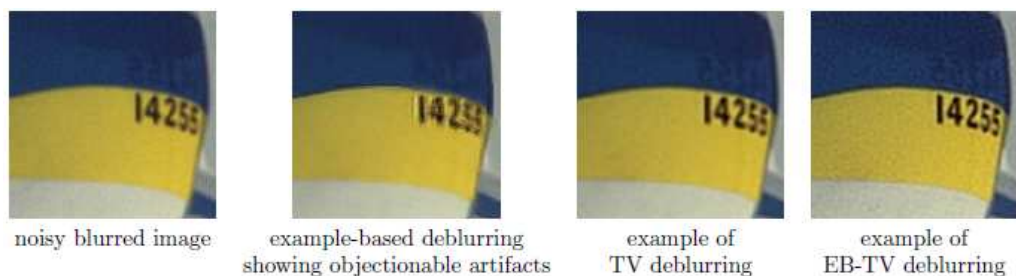 14255
14255
14255
14255
noisy blurred image
example-based deblurring
showing objectionable artifacts
example of
TV deblurring
example of
EB-TV deblurring